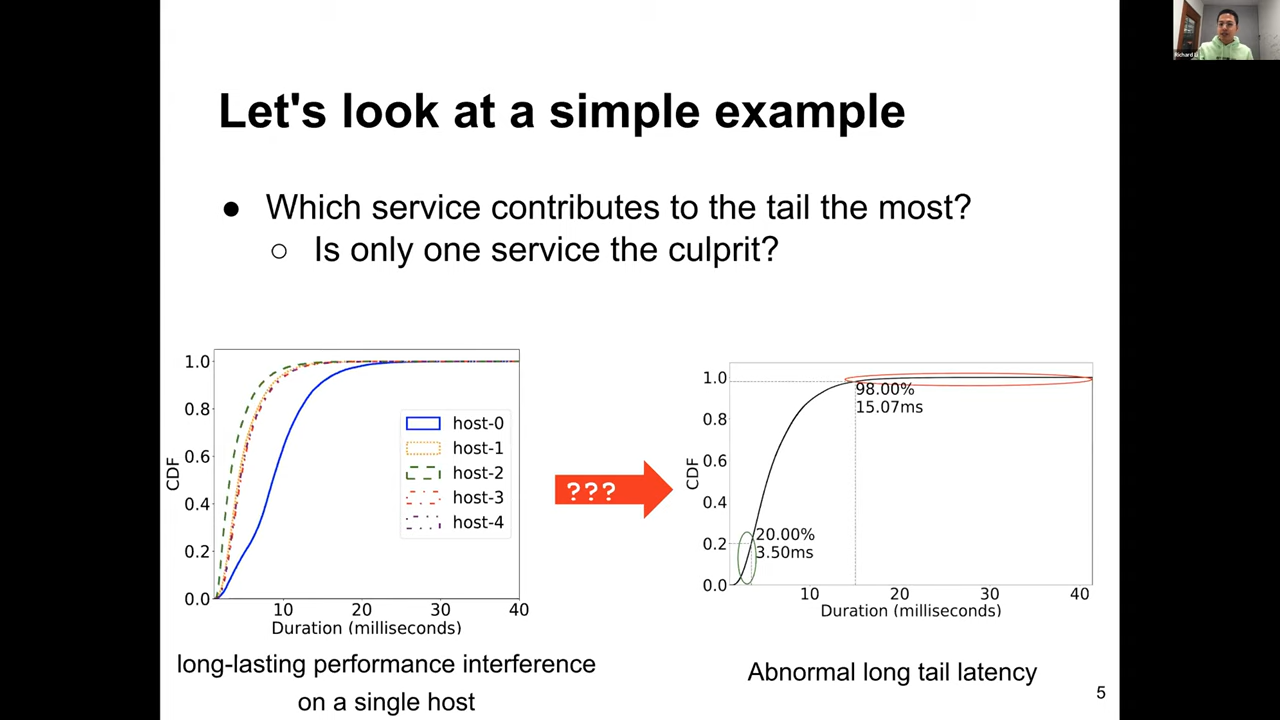 Richard Li
Let's look at a simple example
● Which service contributes to the tail the most?
○ Is only one service the culprit?
1.0
0.8
0.6
0.4
0.2
0.0
CDF
10
20
30
40
Duration (milliseconds)
host-0
host-1
host-2
host-3
host-4
long-lasting performance interference
on a single host
???
1.0
0.8
0.6
0.4
0.2
0.0
CDF
98.00%
15.07ms
20.00%
3.50ms
10
20
30
40
Duration (milliseconds)
Abnormal long tail latency
5